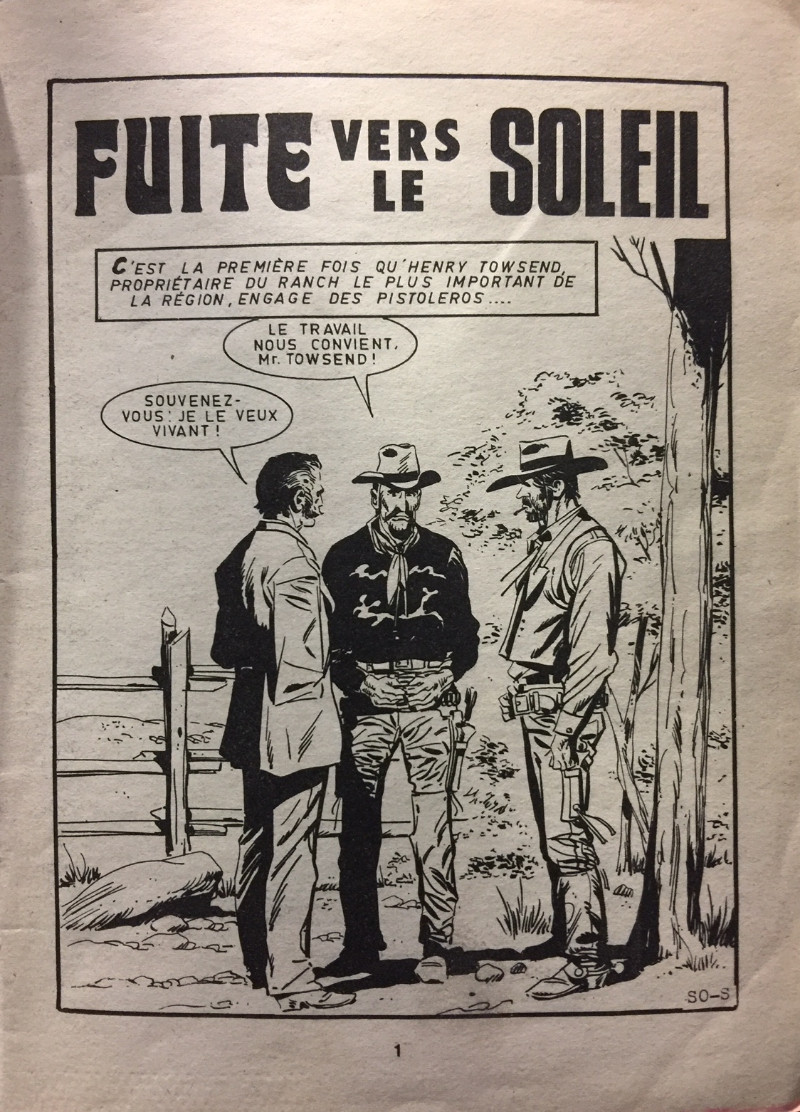 FUITE VERS LE SOLEIL
C'EST LA PREMIÈRE FOIS QU'HENRY TOWSEND,
PROPRIÉTAIRE DU RANCH LE PLUS IMPORTANT DE
LA RÉGION, ENGAGE DES PISTOLEROS....
LE TRAVAIL
NOUS CONVIENT,
Mr. TOWSEND!
SOUVENEZ-
VOUS: JE LE VEUX
VIVANT!
SO-S
1